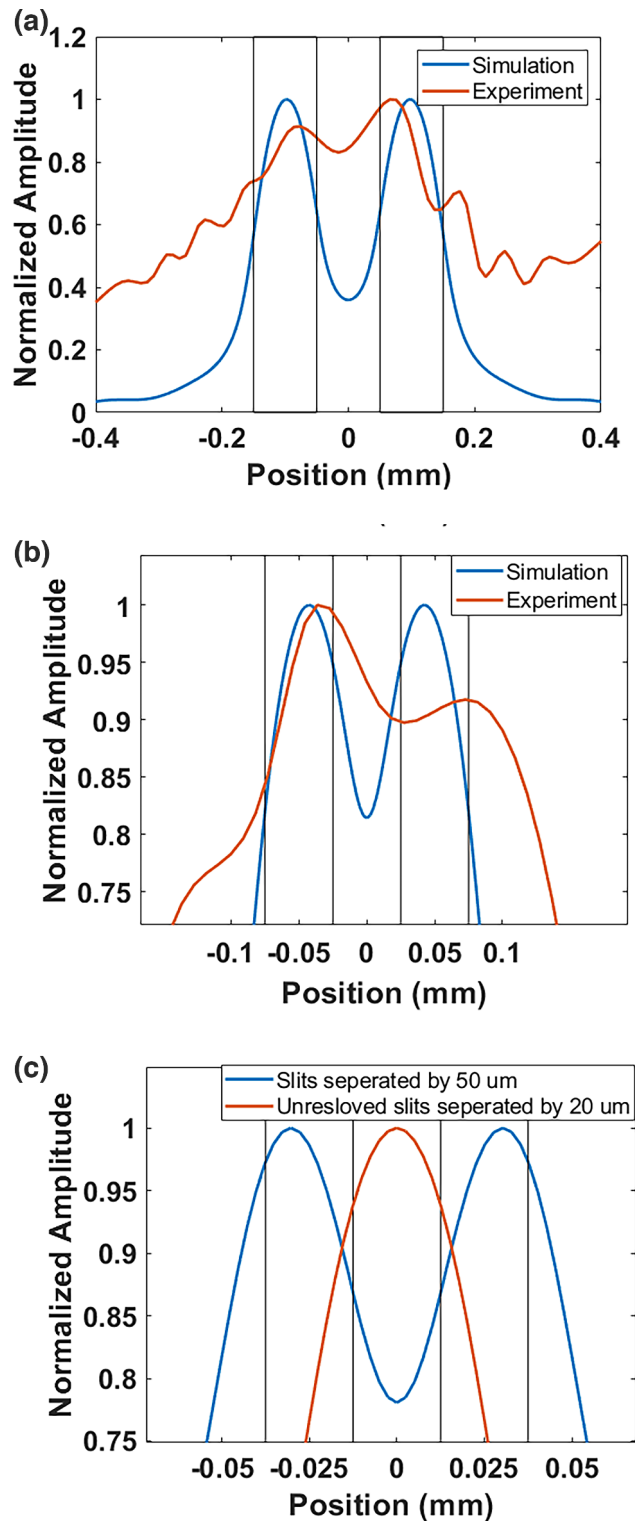 (a)
1.2
1
0.8
0.6
0.4
0.2
0
Normalized Amplitude
Simulation
Experiment
-0.4 -0.2 0 0.2 0.4
Position (mm)
(b)
1
0.95
0.9
0.85
0.8
0.75
Normalized Amplitude
Simulation
Experiment
-0.1 -0.05 0 0.05 0.1
Position (mm)
(c)
Slits seperated by 50 um
Unresloved slits seperated by 20 um
1
0.95
0.9
0.85
0.8
0.75
Normalized Amplitude
-0.05 -0.025 0 0.025 0.05
Position (mm)